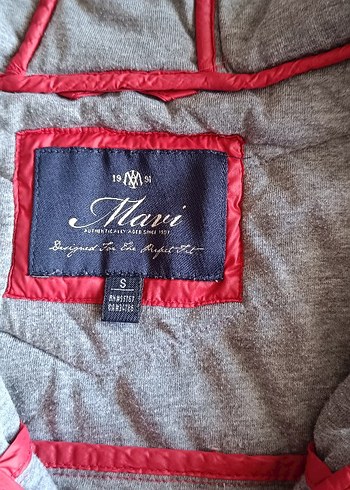 19 91
Mavi
AUTHENTICALLY AGED SINCE 1991
Designed For The Perfect Fit
S